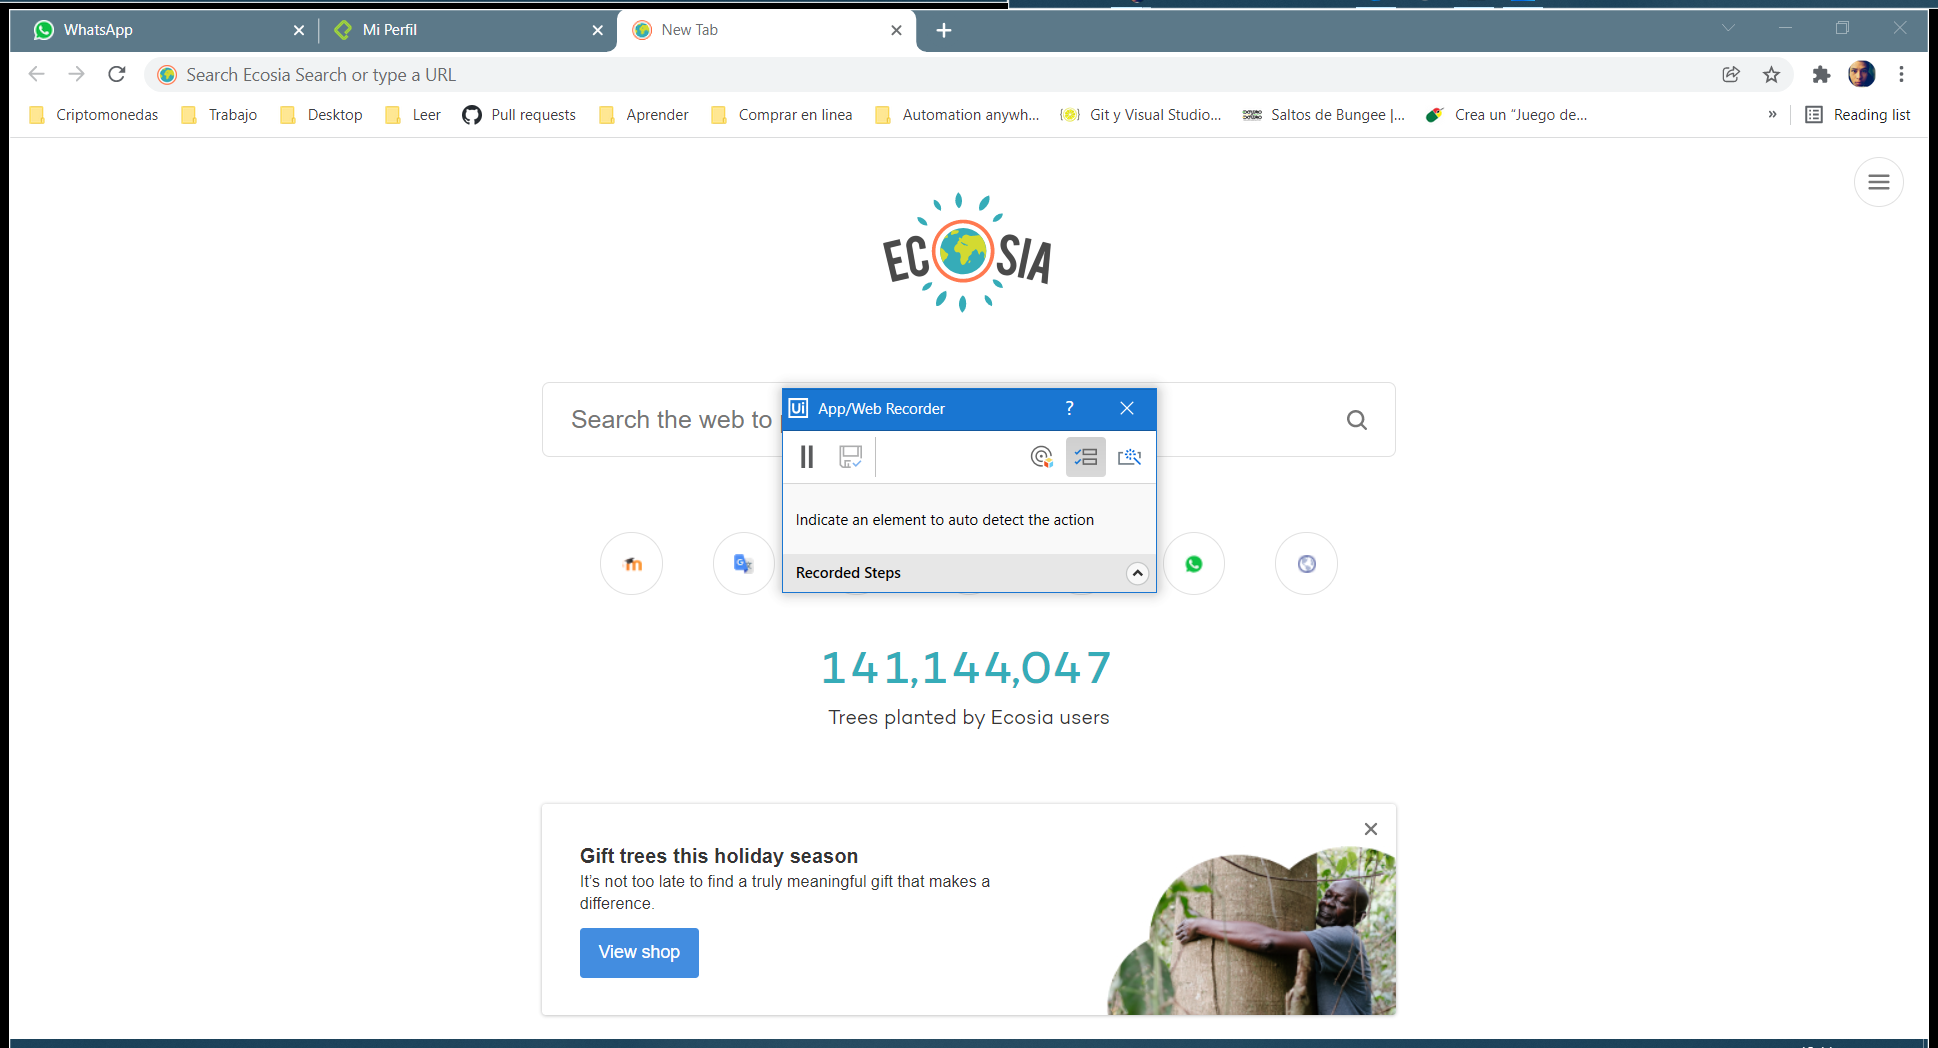 WhatsApp
Mi Perfil
New Tab
Search Ecosia Search or type a URL
Criptomonedas
Trabajo
Desktop
Leer
Pull requests
Aprender
Comprar en linea
Automation anywh...
Git y Visual Studio...
Saltos de Bungee |...
Crea un “Juego de...
»
Reading list
ECOSIA
Search the web to
Ui App/Web Recorder ?
Indicate an element to auto detect the action
Recorded Steps
141,144,047
Trees planted by Ecosia users
Gift trees this holiday season
It's not too late to find a truly meaningful gift that makes a
difference.
View shop